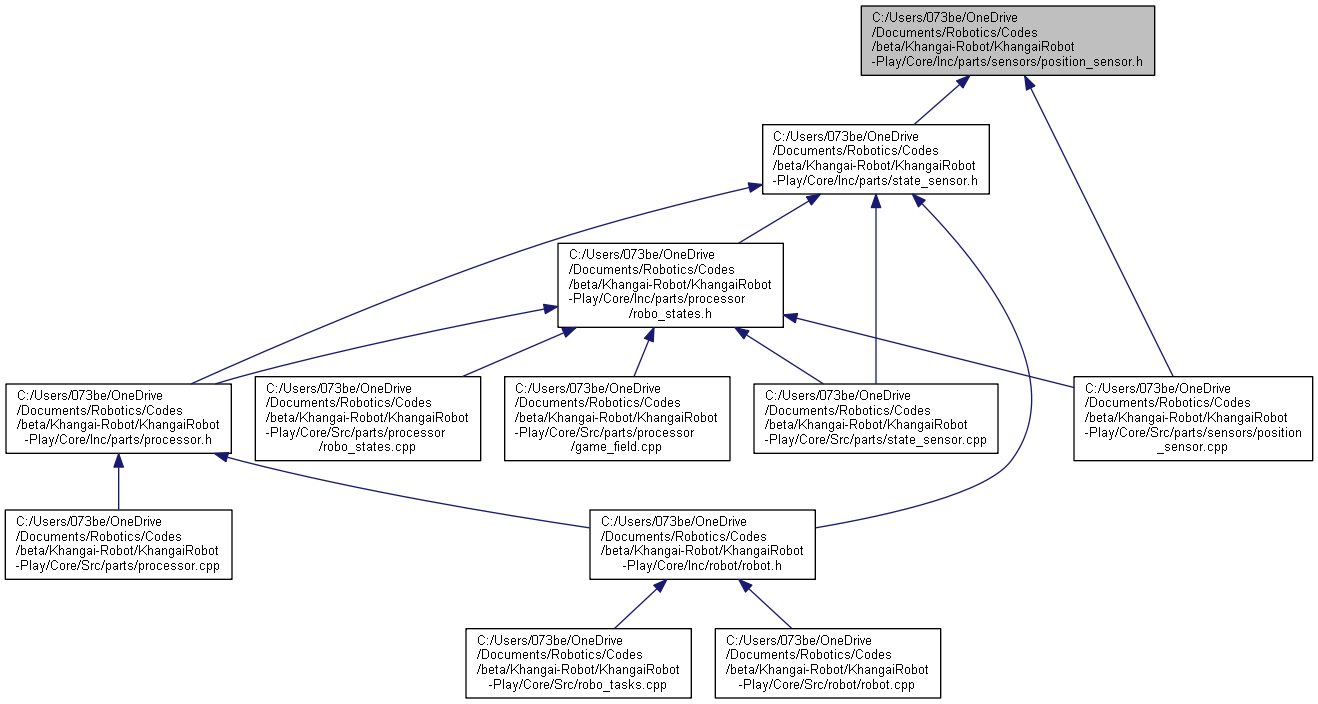 C:/Users/073be/OneDrive
/Documents/Robotics/Codes
/beta/Khangai-Robot/KhangaiRobot
-Play/Core/Inc/parts/sensors/position_sensor.h
C:/Users/073be/OneDrive
/Documents/Robotics/Codes
/beta/Khangai-Robot/KhangaiRobot
-Play/Core/Inc/parts/state_sensor.h
C:/Users/073be/OneDrive
/Documents/Robotics/Codes
/beta/Khangai-Robot/KhangaiRobot
-Play/Core/Inc/parts/processor
/robo_states.h
C:/Users/073be/OneDrive
/Documents/Robotics/Codes
/beta/Khangai-Robot/KhangaiRobot
-Play/Core/Inc/parts/processor.h
C:/Users/073be/OneDrive
/Documents/Robotics/Codes
/beta/Khangai-Robot/KhangaiRobot
-Play/Core/Src/parts/processor
/robo_states.cpp
C:/Users/073be/OneDrive
/Documents/Robotics/Codes
/beta/Khangai-Robot/KhangaiRobot
-Play/Core/Src/parts/processor
/game_field.cpp
C:/Users/073be/OneDrive
/Documents/Robotics/Codes
/beta/Khangai-Robot/KhangaiRobot
-Play/Core/Src/parts/state_sensor.cpp
C:/Users/073be/OneDrive
/Documents/Robotics/Codes
/beta/Khangai-Robot/KhangaiRobot
-Play/Core/Src/parts/sensors/position
_sensor.cpp
C:/Users/073be/OneDrive
/Documents/Robotics/Codes
/beta/Khangai-Robot/KhangaiRobot
-Play/Core/Src/parts/processor.cpp
C:/Users/073be/OneDrive
/Documents/Robotics/Codes
/beta/Khangai-Robot/KhangaiRobot
-Play/Core/Inc/robot/robot.h
C:/Users/073be/OneDrive
/Documents/Robotics/Codes
/beta/Khangai-Robot/KhangaiRobot
-Play/Core/Src/robo_tasks.cpp
C:/Users/073be/OneDrive
/Documents/Robotics/Codes
/beta/Khangai-Robot/KhangaiRobot
-Play/Core/Src/robot/robot.cpp